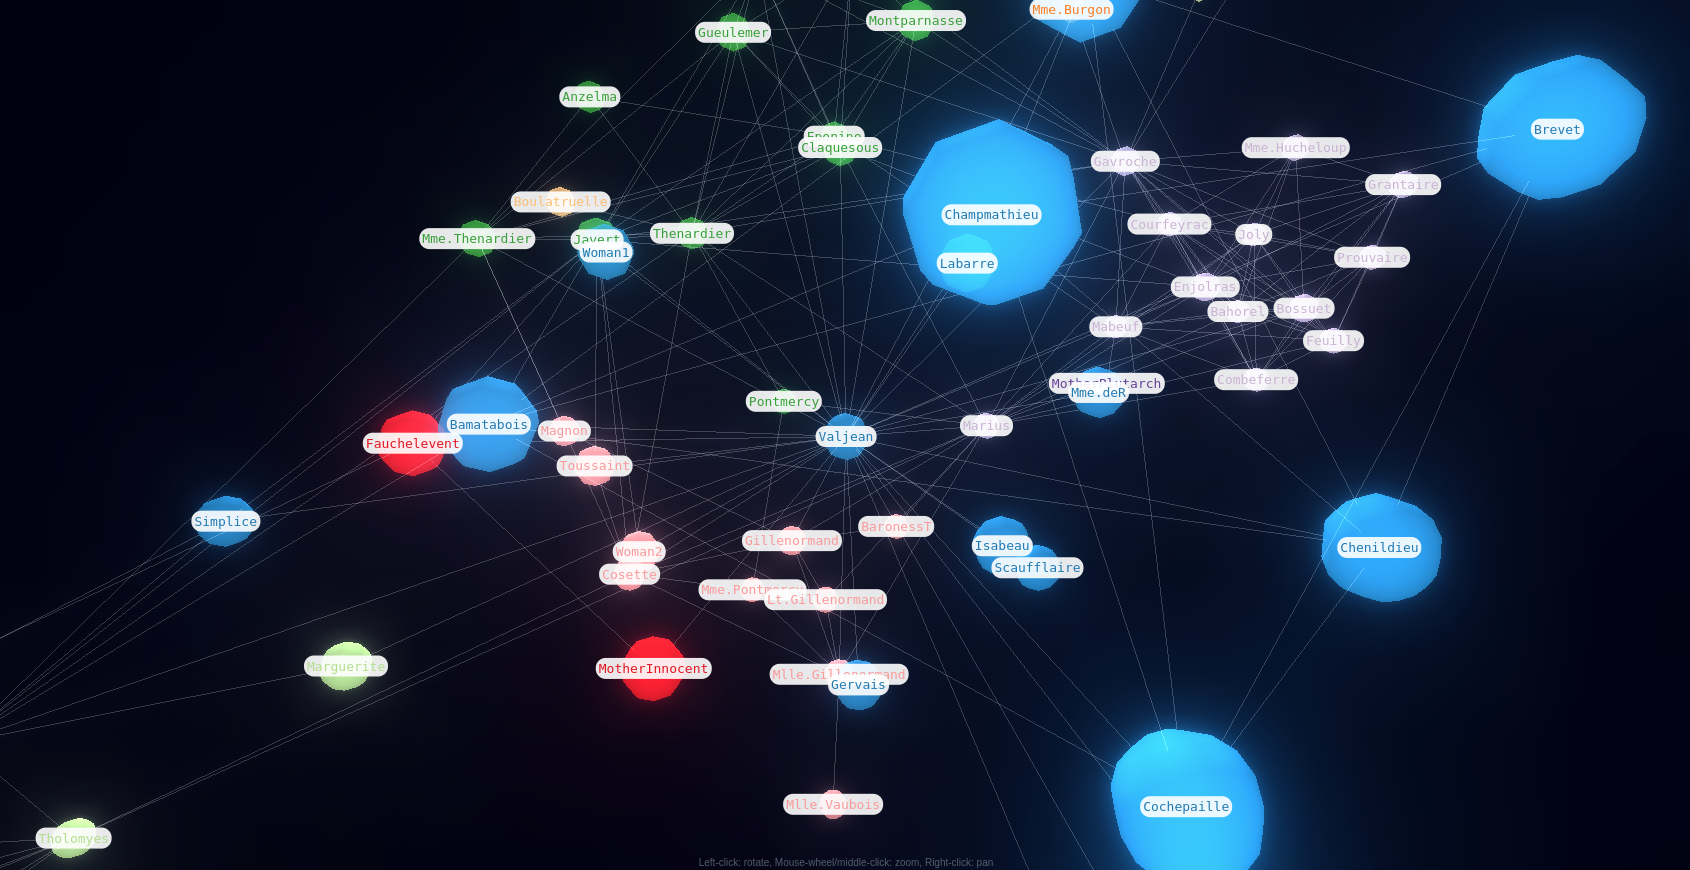 Mme.Burgon
Montparnasse
Gueulemer
Anzelma
Brevet
Eponine
Claquesous
Mme.Hucheloup
Gavroche
Grantaire
Boulatruelle
Champmathieu
Courfeyrac
Thenardier
Joly
Mme.Thenardier
Javert
Woman1
Prouvaire
Labarre
Enjolras
Bossuet
Bahorel
Mabeuf
Feuilly
Combeferre
MotherPlutarch
Mme.deR
Pontmercy
Bamatabois
Marius
Magnon
Valjean
Fauchelevent
Toussaint
Simplice
BaronessT
Gillenormand
Isabeau
Chenildieu
Woman2
Scaufflaire
Cosette
Mme.Pontmercy
Lt.Gillenormand
Marguerite
MotherInnocent
Mlle.Gillenormand
Gervais
Mlle.Vaubois
Cochepaille
Tholomyes
Left-click: rotate, Mouse-wheel/middle-click: zoom, Right-click: pan